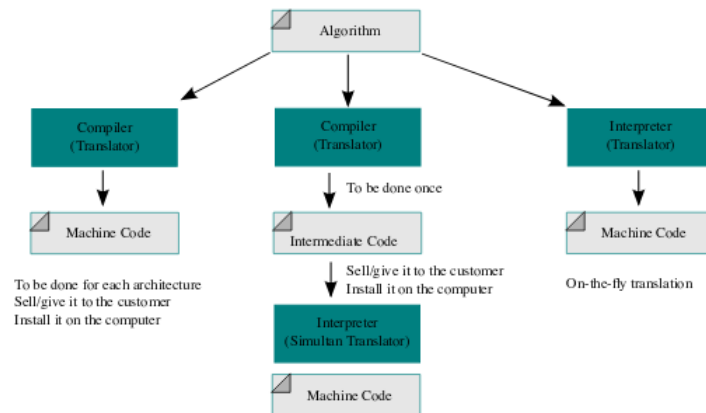 Algorithm
Compiler
(Translator)
Compiler
(Translator)
Interpreter
(Translator)
To be done once
Machine Code
Intermediate Code
Machine Code
To be done for each architecture
Sell/give it to the customer
Install it on the computer
Sell/give it to the customer
Install it on the computer
On-the-fly translation
Interpreter
(Simultan Translator)
Machine Code